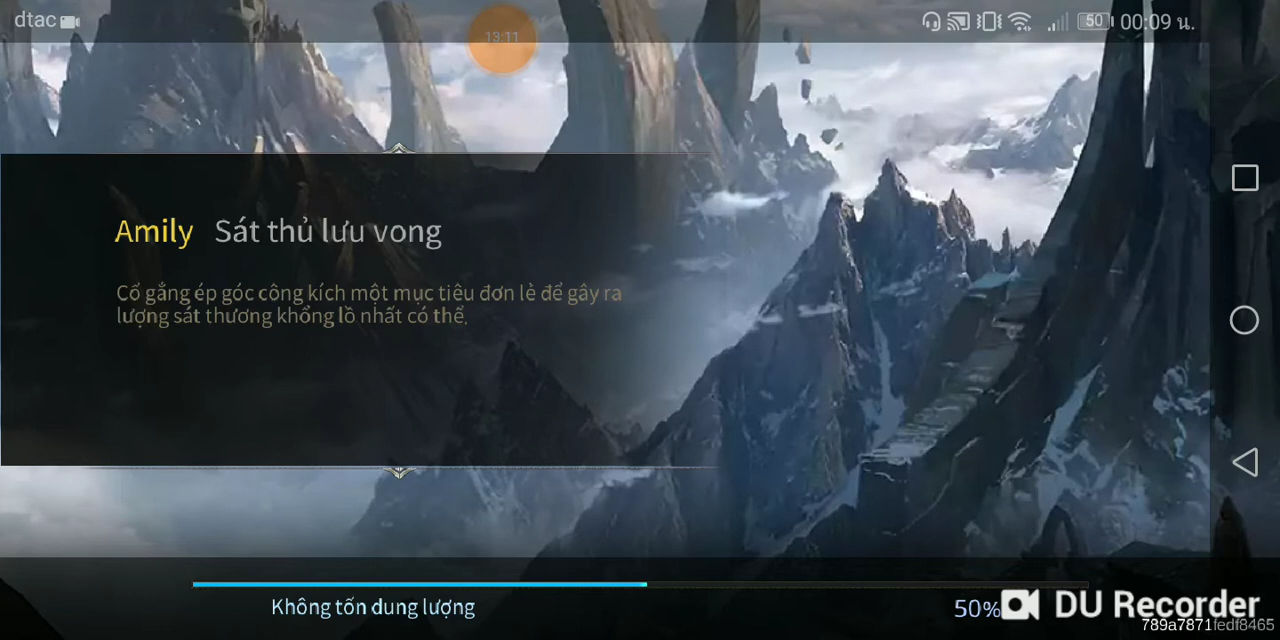 dtac
13:11
50 00:09 น.
Amily Sát thủ lưu vong
Cố gắng ép góc công kích một mục tiêu đơn lẻ để gây ra
lượng sát thương khổng lồ nhất có thể.
Không tốn dung lượng
50%
DU Recorder
789a7871fedf8465